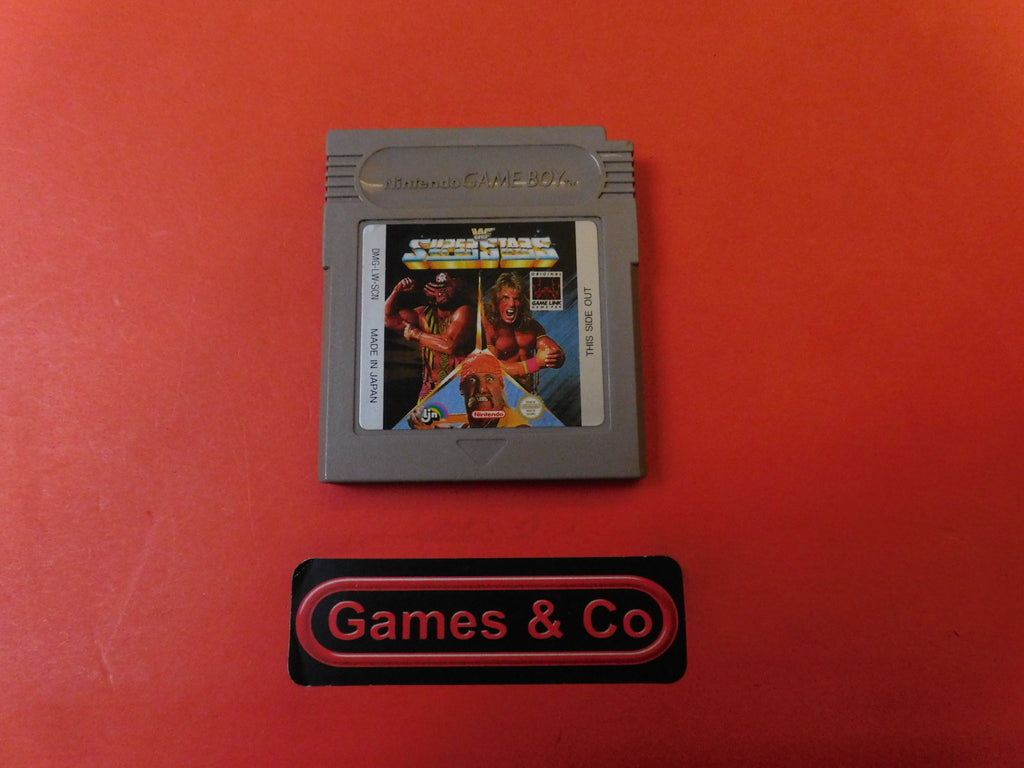 Nintendo GAME BOY TM
WF
SUPERSTARS
DMG-LW-SCN MADE IN JAPAN
ORIGINAL
GAME LINK
THIS SIDE OUT
LJN
Nintendo
Games & Co